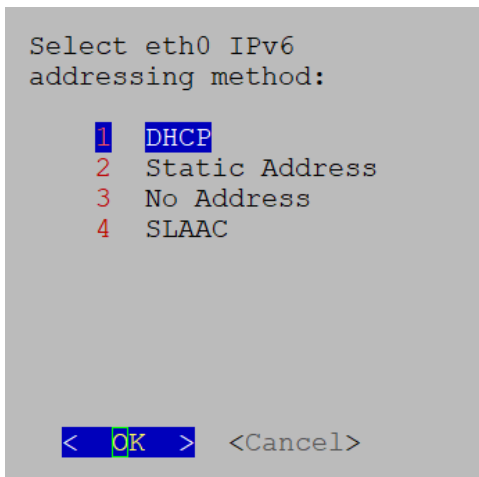 Select eth0 IPv6
addressing method:
1 DHCP
2 Static Address
3 No Address
4 SLAAC
< OK > <Cancel>